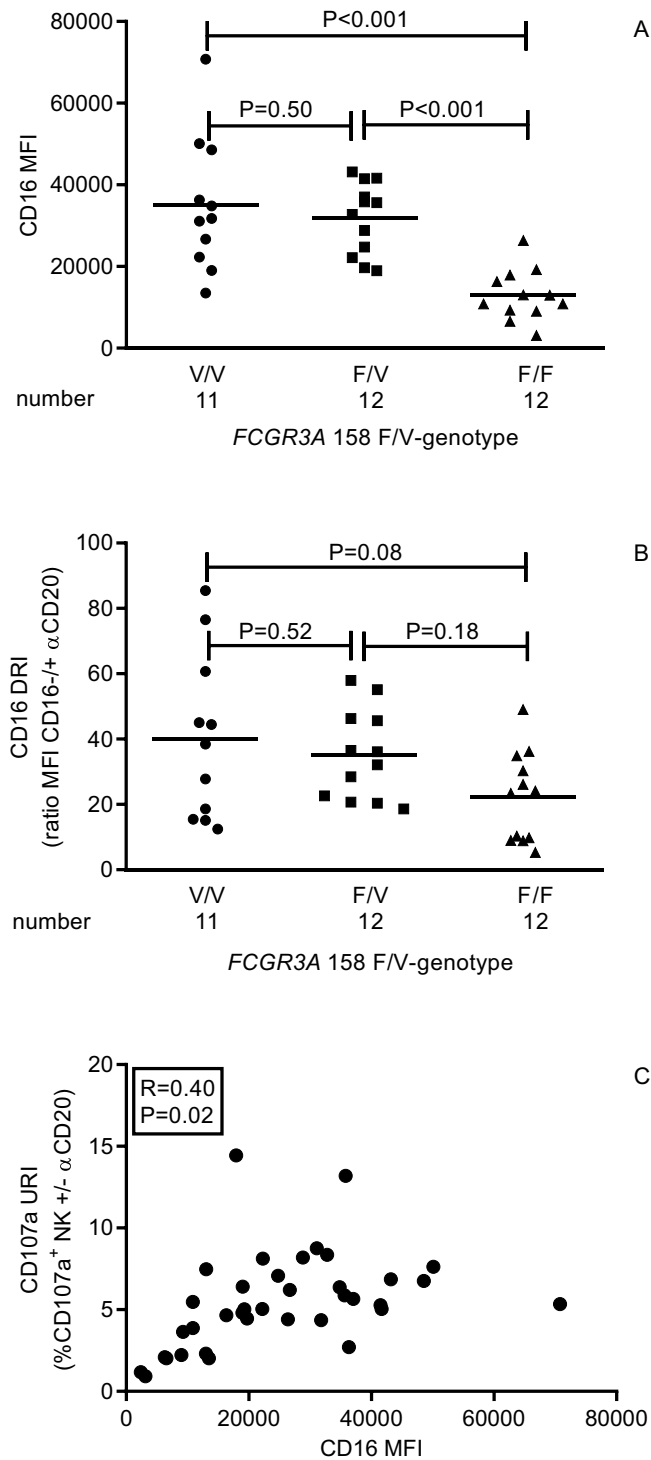 A
P<0.001
P=0.50
P<0.001
CD16 MFI
80000
60000
40000
20000
0
V/V
F/V
F/F
number
11
12
12
FCGR3A 158 F/V-genotype
B
P=0.08
P=0.52
P=0.18
CD16 DRI
(ratio MFI CD16-/+ αCD20)
100
80
60
40
20
0
V/V
F/V
F/F
number
11
12
12
FCGR3A 158 F/V-genotype
C
R=0.40
P=0.02
CD107a URI
(%CD107a⁺ NK +/- αCD20)
20
15
10
5
0
0
20000
40000
60000
80000
CD16 MFI